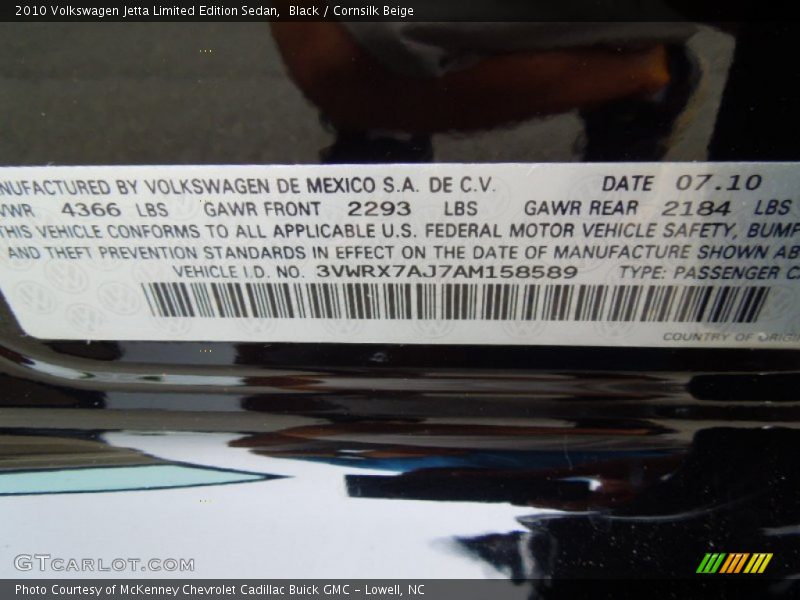 2010 Volkswagen Jetta Limited Edition Sedan, Black / Cornsilk Beige
NUFACTURED BY VOLKSWAGEN DE MEXICO S.A. DE C.V. DATE 07.10
VWR 4366 LBS GAWR FRONT 2293 LBS GAWR REAR 2184 LBS
THIS VEHICLE CONFORMS TO ALL APPLICABLE U.S. FEDERAL MOTOR VEHICLE SAFETY, BUMP
AND THEFT PREVENTION STANDARDS IN EFFECT ON THE DATE OF MANUFACTURE SHOWN AB
VEHICLE I.D. NO. 3VWRX7AJ7AM158589 TYPE: PASSENGER C
COUNTRY OF ORIGI
GTCARLOT.COM
Photo Courtesy of McKenney Chevrolet Cadillac Buick GMC - Lowell, NC